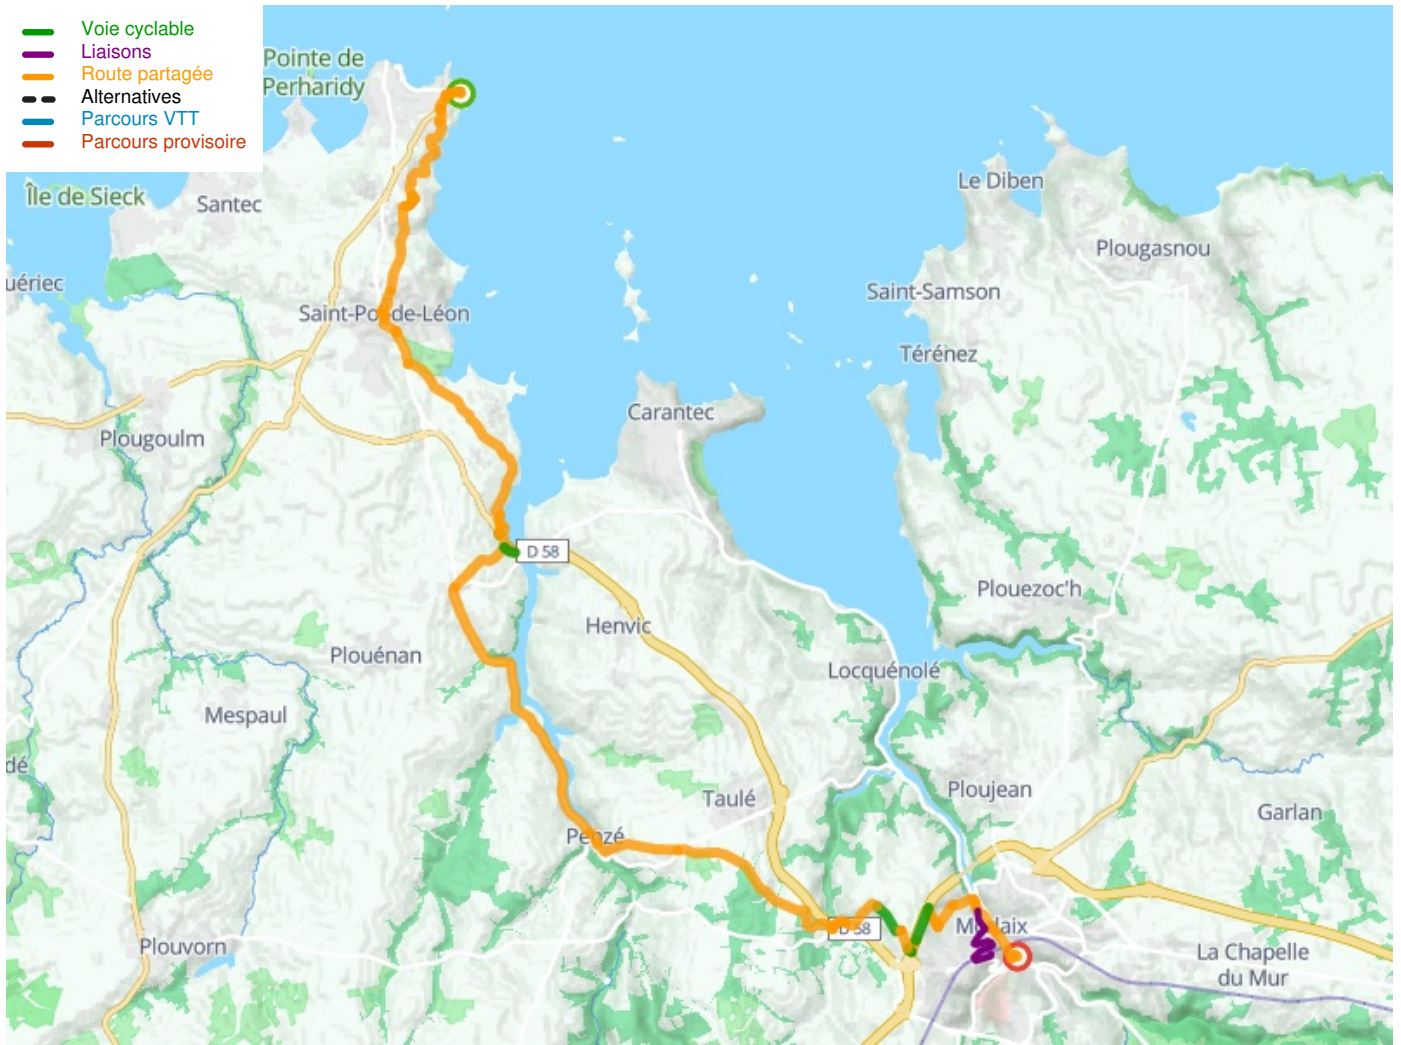 Voie cyclable
Liaisons
Route partagée
Alternatives
Parcours VTT
Parcours provisoire
Pointe de
Perharidy
Île de Sieck
Santec
Le Diben
Plougasnou
uériec
Saint-Samson
Saint-Pol-de-Léon
Térénez
Carantec
Plougoulm
D 58
Plouezoc'h
Henvic
Plouénan
Locquénolé
Mespaul
dé
Ploujean
Taulé
Garlan
Penzé
D 58
Morlaix
Plouvorn
La Chapelle
du Mur